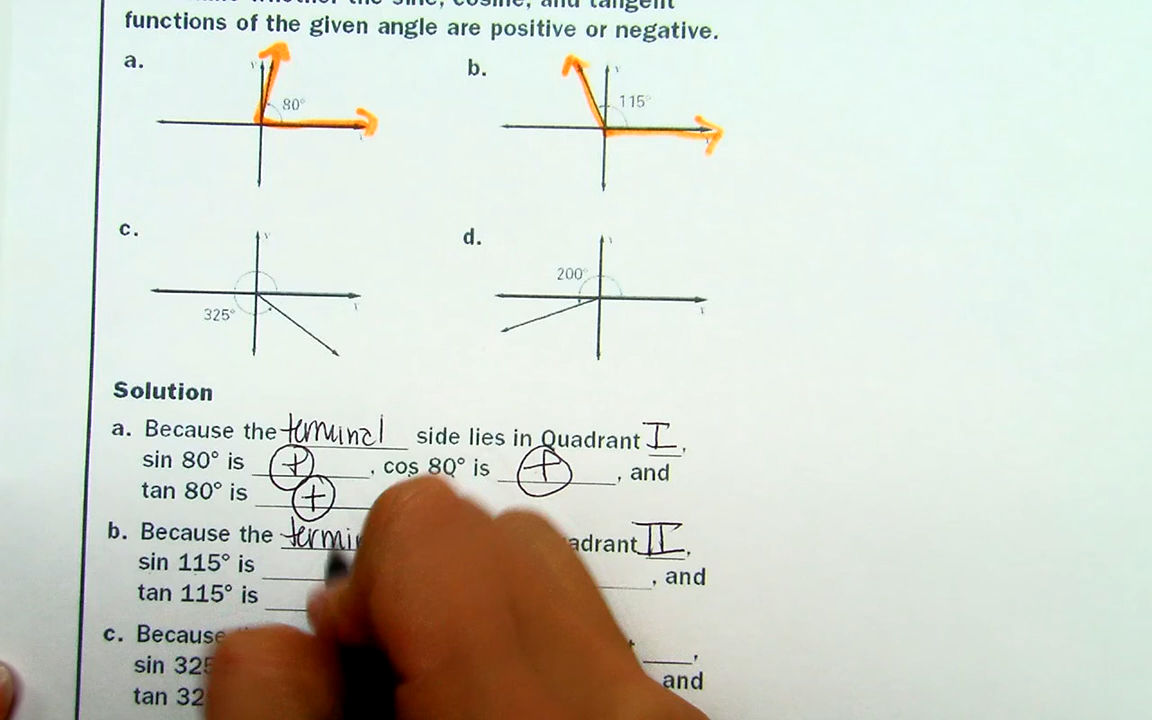 functions of the given angle are positive or negative.
a.
y
80°
b.
y
115°
c.
y
325°
d.
y
200°
Solution
a. Because the terminal side lies in Quadrant I,
sin 80° is + , cos 80° is + , and
tan 80° is +
b. Because the adrant II,
sin 115° is , and
tan 115° is
c. Because ,
sin 325 and
tan 32